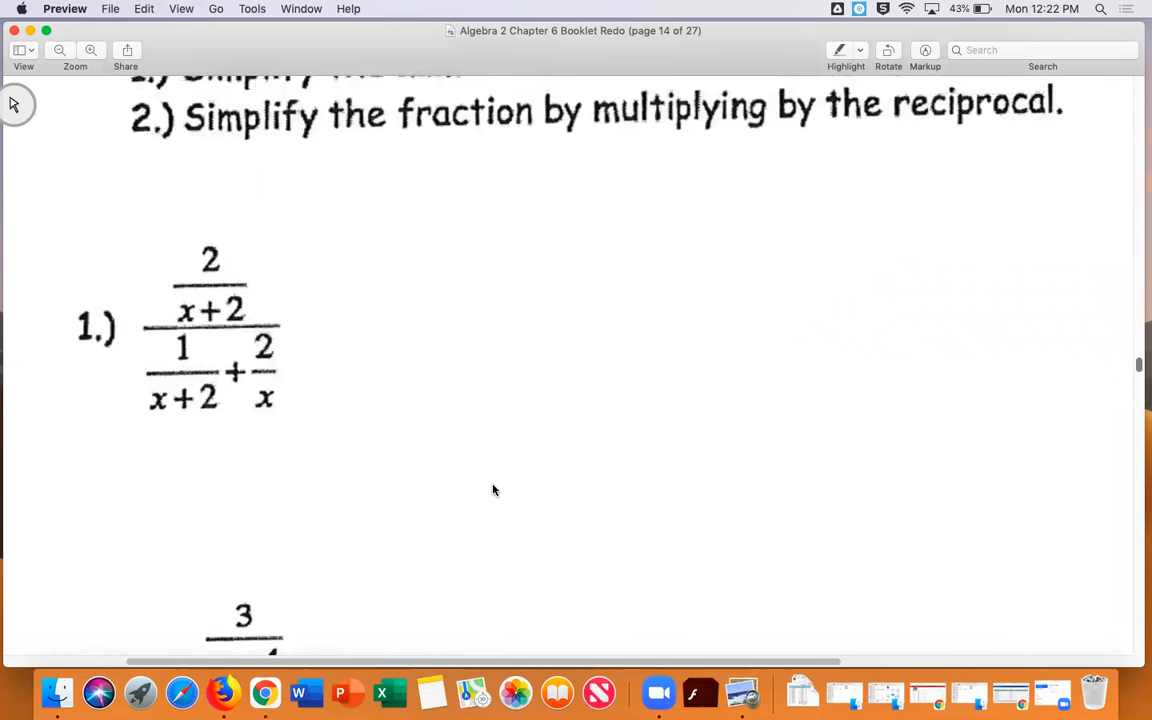 Preview File Edit View Go Tools Window Help 43% Mon 12:22 PM
Algebra 2 Chapter 6 Booklet Redo (page 14 of 27)
View Zoom Share Highlight Rotate Markup Search
Search
2.) Simplify the fraction by multiplying by the reciprocal.
1.)
2
x+2
1 2
+
x+2 x
3